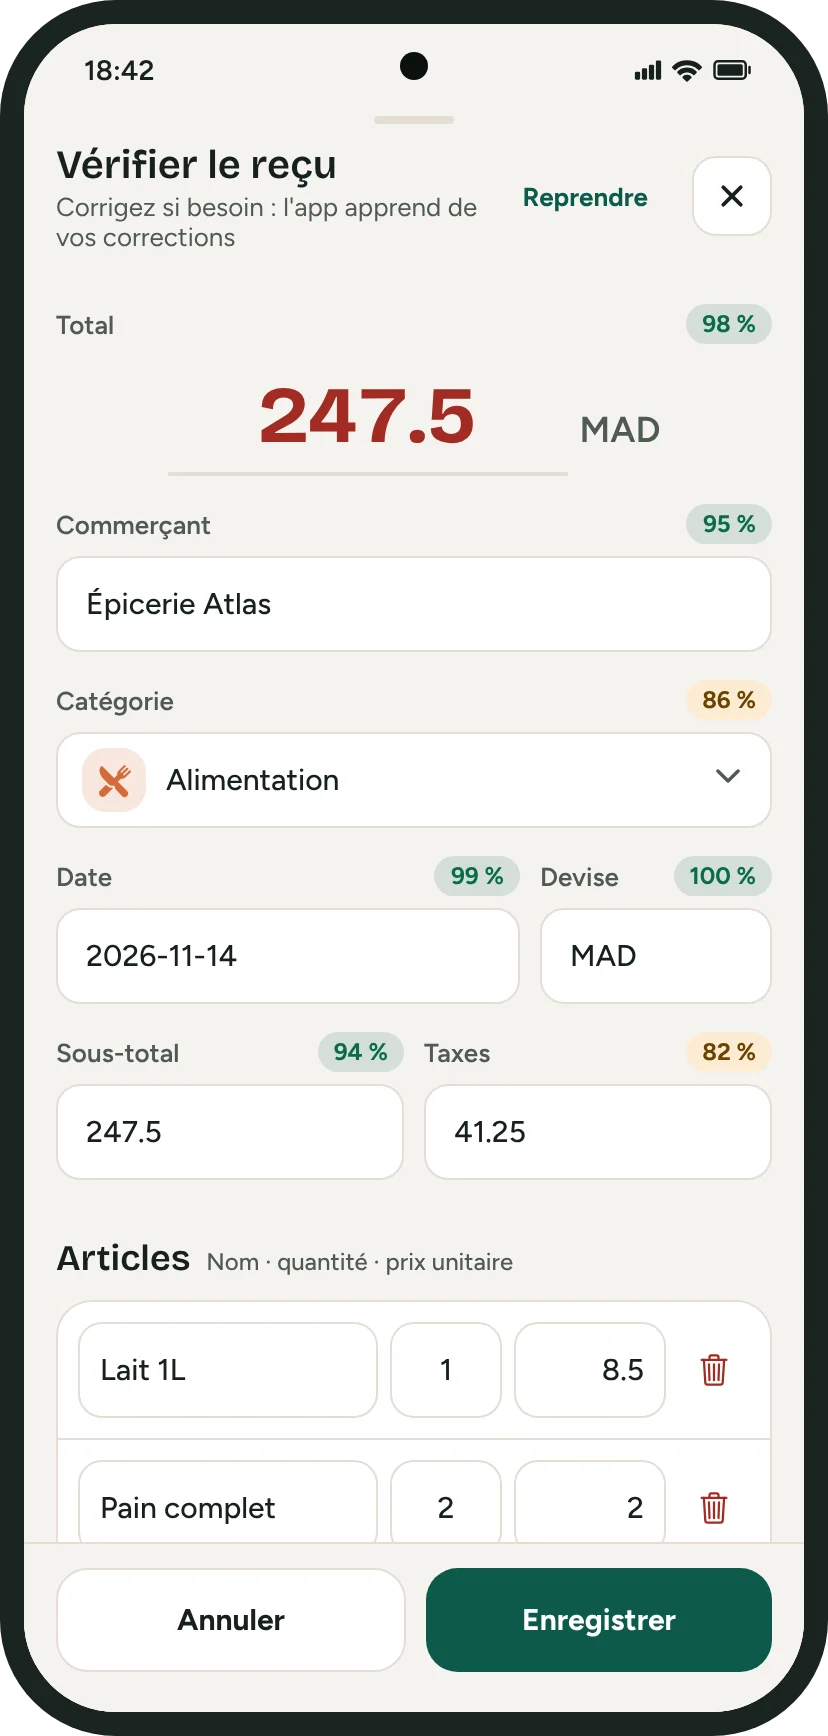 18:42
Vérifier le reçu
Corrigez si besoin : l'app apprend de
vos corrections
Reprendre
Total
98 %
247.5 MAD
Commerçant
95 %
Épicerie Atlas
Catégorie
86 %
Alimentation
Date
99 %
Devise
100 %
2026-11-14
MAD
Sous-total
94 %
Taxes
82 %
247.5
41.25
Articles
Nom · quantité · prix unitaire
Lait 1L
1
8.5
Pain complet
2
2
Annuler
Enregistrer